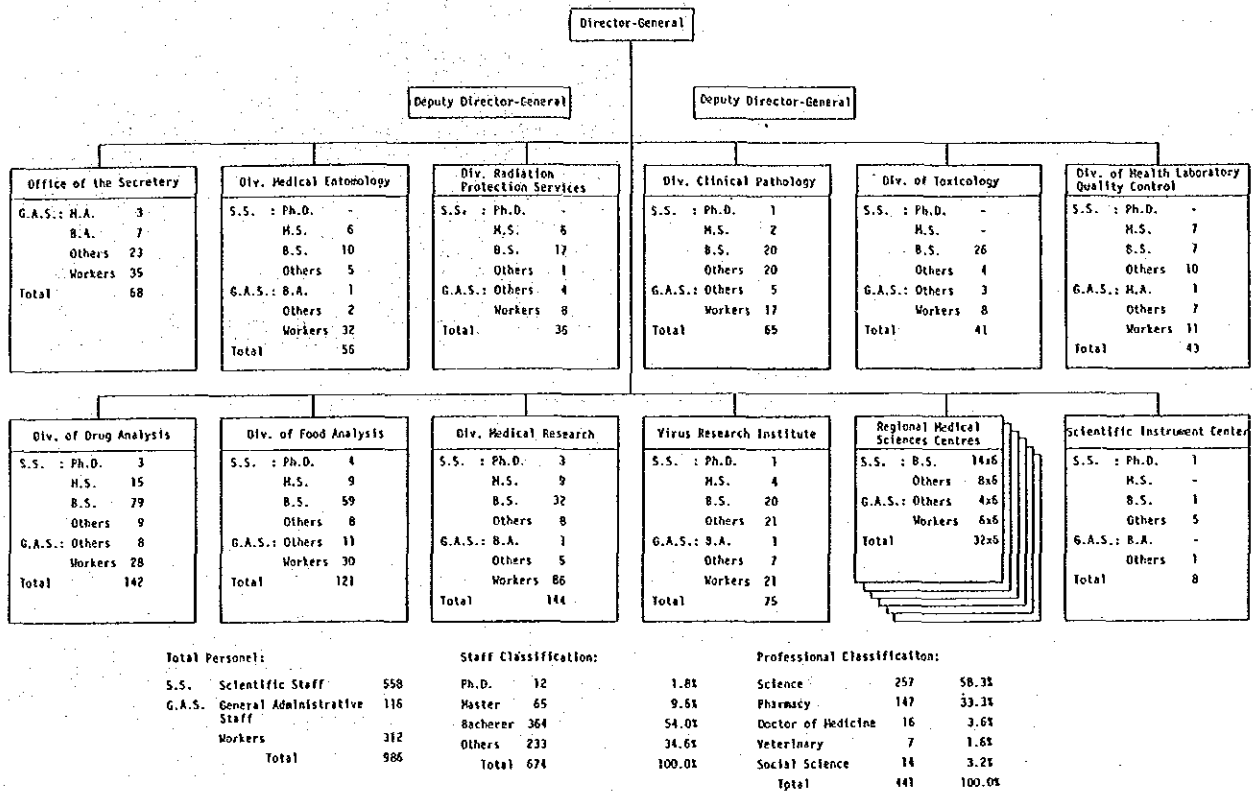 Director-General
Deputy Director-General
Deputy Director-General
Office of the Secretery
G.A.S.: M.A. 3
B.A. 7
Others 23
Workers 35
Total 68
Div. Medical Entomology
S.S. : Ph.D. -
M.S. 6
B.S. 10
Others 5
G.A.S.: B.A. 1
Others 2
Workers 32
Total 56
Div. Radiation
Protection Services
S.S. : Ph.D. -
M.S. 6
B.S. 17
Others 1
G.A.S.: Others 4
Workers 8
Total 36
Div. Clinical Pathology
S.S. : Ph.D. 1
M.S. 2
B.S. 20
Others 20
G.A.S.: Others 5
Workers 17
Total 65
Div. of Toxicology
S.S. : Ph.D. -
M.S. -
B.S. 26
Others 4
G.A.S.: Others 3
Workers 8
Total 41
Div. of Health Laboratory
Quality Control
S.S. : Ph.D. -
M.S. 7
B.S. 7
Others 10
G.A.S.: M.A. 1
Others 7
Workers 11
Total 43
Div. of Drug Analysis
S.S. : Ph.D. 3
M.S. 15
B.S. 79
Others 9
G.A.S.: Others 8
Workers 28
Total 142
Div. of Food Analysis
S.S. : Ph.D. 4
M.S. 9
B.S. 59
Others 8
G.A.S.: Others 11
Workers 30
Total 121
Div. Medical Research
S.S. : Ph.D. 3
M.S. 9
B.S. 32
Others 8
G.A.S.: B.A. 1
Others 5
Workers 86
Total 144
Virus Research Institute
S.S. : Ph.D. 1
M.S. 4
B.S. 20
Others 21
G.A.S.: B.A. 1
Others 7
Workers 21
Total 75
Regional Medical
Sciences Centres
S.S. : B.S. 14x6
Others 8x6
G.A.S.: Others 4x6
Workers 6x6
Total 32x6
Scientific Instrument Center
S.S. : Ph.D. 1
M.S. -
B.S. 1
Others 5
G.A.S.: B.A. -
Others 1
Total 8
Total Personel:
S.S. Scientific Staff 558
G.A.S. General Administrative 116
Staff
Workers 312
Total 986
Staff Classification:
Ph.D. 12 1.8%
Master 65 9.6%
Bacherer 364 54.0%
Others 233 34.6%
Total 674 100.0%
Professional Classificaiton:
Science 257 58.3%
Pharmacy 147 33.3%
Doctor of Medicine 16 3.6%
Veterinary 7 1.6%
Social Science 14 3.2%
Total 441 100.0%